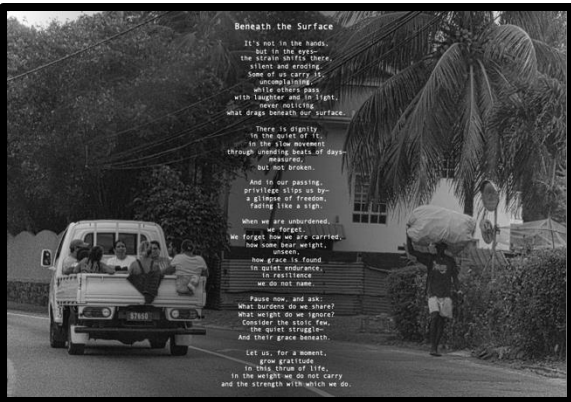 Beneath the Surface
It's not in the hands,
but in the eyes—
the strain shifts there,
silent and eroding.
Some of us carry it,
uncomplaining,
while others pass
with laughter and in light,
never noticing
what drags beneath our surface.
There is dignity
in the quiet of it,
in the slow movement
through unending beats of days—
measured,
but not broken.
And in our passing,
privilege slips us by—
a glimpse of freedom,
fading like a sigh.
When we are unburdened,
we forget.
We forget how we are carried,
how some bear weight,
unseen,
how grace is found
in quiet endurance,
in resilience
we do not name.
Pause now, and ask:
What burdens do we share?
What weight do we ignore?
Consider the stoic few,
the quiet struggle—
And their grace beneath.
Let us, for a moment,
grow gratitude
in this thrum of life,
in the weight we do not carry
and the strength with which we do.